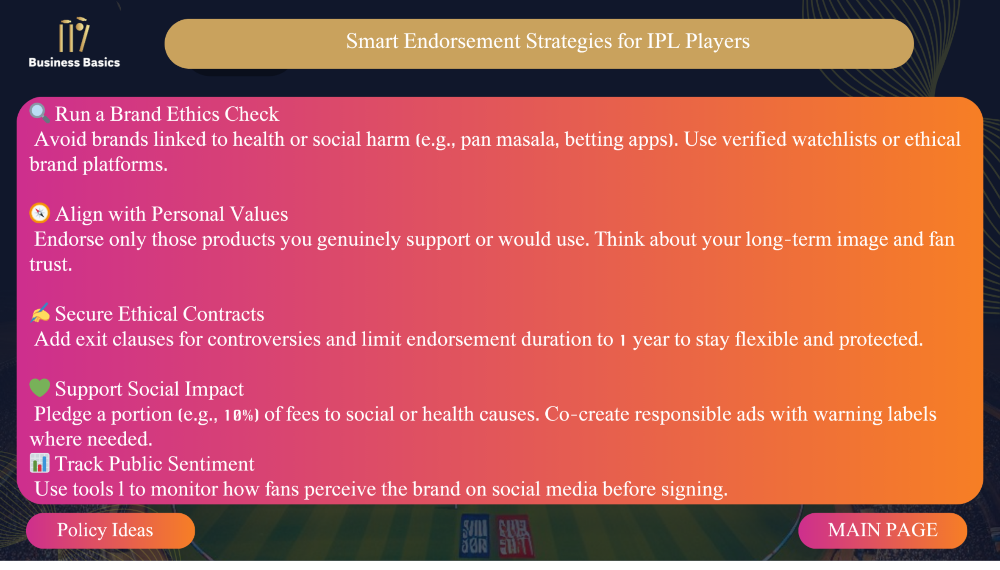 Business Basics
Smart Endorsement Strategies for IPL Players
Run a Brand Ethics Check
Avoid brands linked to health or social harm (e.g., pan masala, betting apps). Use verified watchlists or ethical
brand platforms.
Align with Personal Values
Endorse only those products you genuinely support or would use. Think about your long-term image and fan
trust.
Secure Ethical Contracts
Add exit clauses for controversies and limit endorsement duration to 1 year to stay flexible and protected.
Support Social Impact
Pledge a portion (e.g., 10%) of fees to social or health causes. Co-create responsible ads with warning labels
where needed.
Track Public Sentiment
Use tools l to monitor how fans perceive the brand on social media before signing.
Policy Ideas
MAIN PAGE